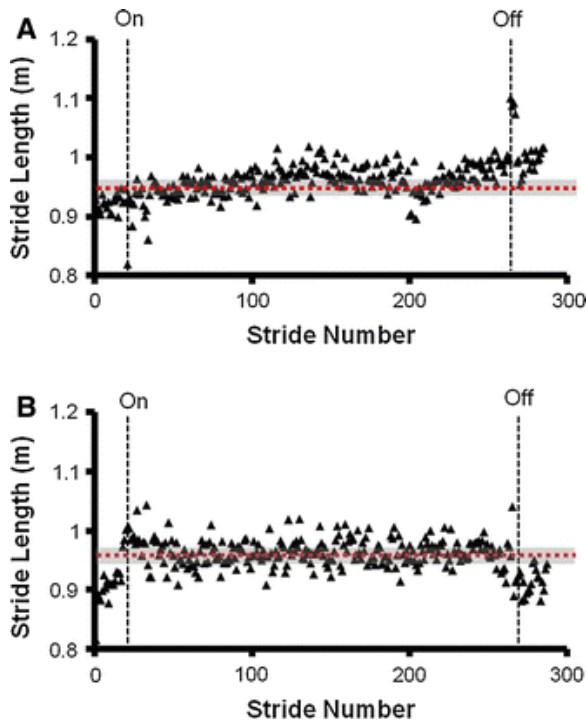 A
On
Off
1.2
1.1
1
0.9
0.8
Stride Length (m)
0
100
200
300
Stride Number
B
On
Off
1.2
1.1
1
0.9
0.8
Stride Length (m)
0
100
200
300
Stride Number